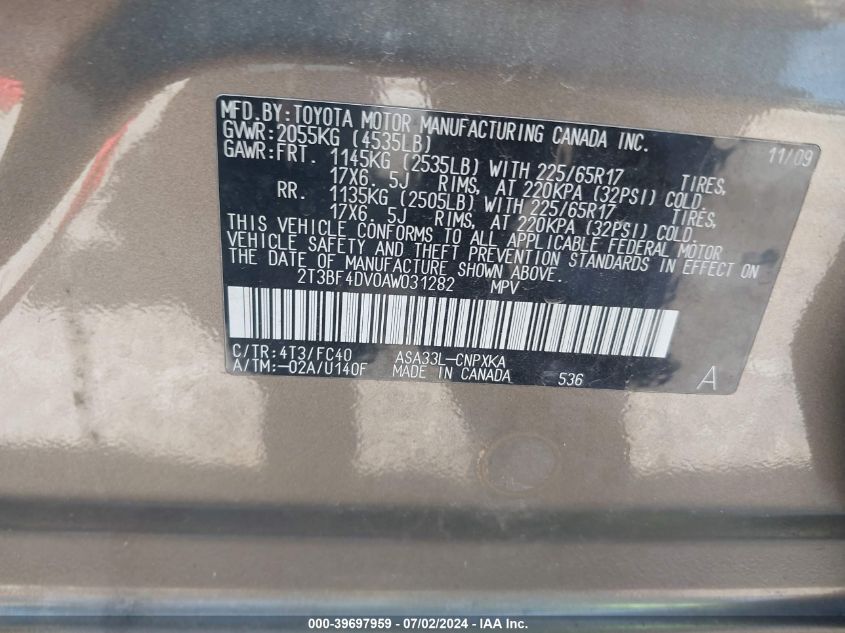 MFD.BY:TOYOTA MOTOR MANUFACTURING CANADA INC.
GVWR:2055KG (4535LB) 11/09
GAWR:FRT. 1145KG (2535LB) WITH 225/65R17 TIRES,
17X6.5J RIMS, AT 220KPA (32PSI) COLD.
RR. 1135KG (2505LB) WITH 225/65R17 TIRES,
17X6.5J RIMS, AT 220KPA (32PSI) COLD.
THIS VEHICLE CONFORMS TO ALL APPLICABLE FEDERAL MOTOR
VEHICLE SAFETY AND THEFT PREVENTION STANDARDS IN EFFECT ON
THE DATE OF MANUFACTURE SHOWN ABOVE.
2T3BF4DV0AW031282 MPV
C/TR:4T3/FC40 ASA33L-CNPXKA
A/TM:-02A/U140F MADE IN CANADA 536 A
000-39697959 - 07/02/2024 - IAA Inc.